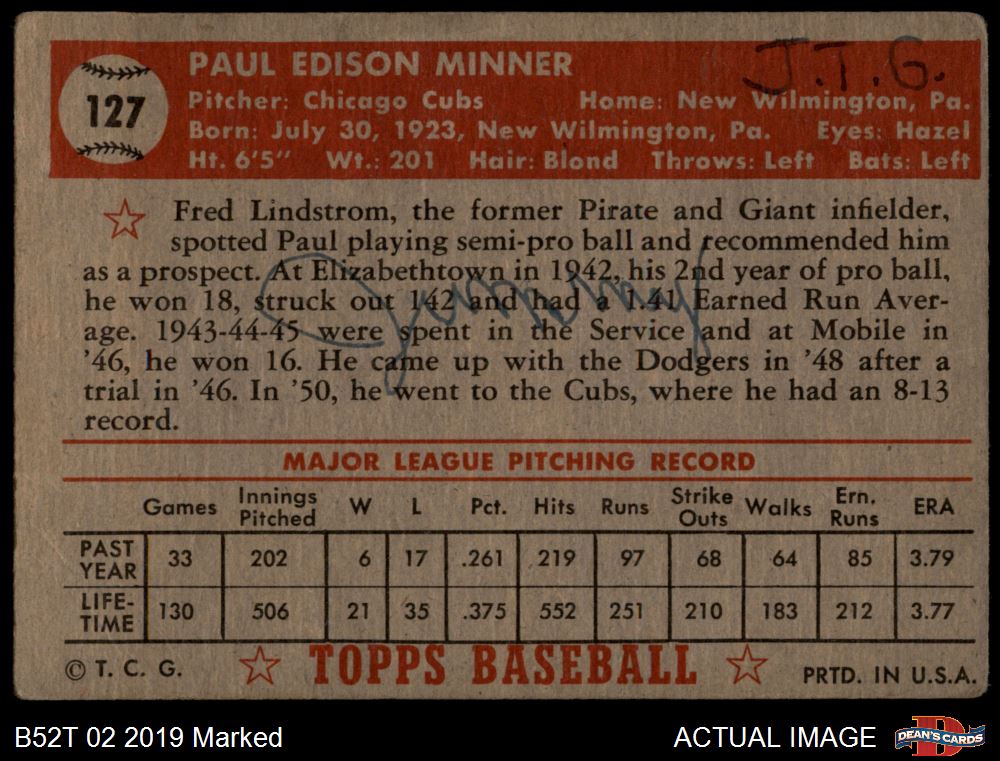 127
PAUL EDISON MINNER
J.T.G.
Pitcher: Chicago Cubs Home: New Wilmington, Pa.
Born: July 30, 1923, New Wilmington, Pa. Eyes: Hazel
Ht. 6'5" Wt.: 201 Hair: Blond Throws: Left Bats: Left
Fred Lindstrom, the former Pirate and Giant infielder,
spotted Paul playing semi-pro ball and recommended him
as a prospect. At Elizabethtown in 1942, his 2nd year of pro ball,
he won 18, struck out 142 and had a 1.41 Earned Run Aver-
age. 1943-44-45 were spent in the Service and at Mobile in
'46, he won 16. He came up with the Dodgers in '48 after a
trial in '46. In '50, he went to the Cubs, where he had an 8-13
record.
Jimmy
MAJOR LEAGUE PITCHING RECORD
Games Innings Pitched W L Pct. Hits Runs Strike Outs Walks Ern. Runs ERA
PAST YEAR 33 202 6 17 .261 219 97 68 64 85 3.79
LIFE-TIME 130 506 21 35 .375 552 251 210 183 212 3.77
© T. C. G. TOPPS BASEBALL PRTD. IN U.S.A.
B52T 02 2019 Marked ACTUAL IMAGE DEAN'S CARDS